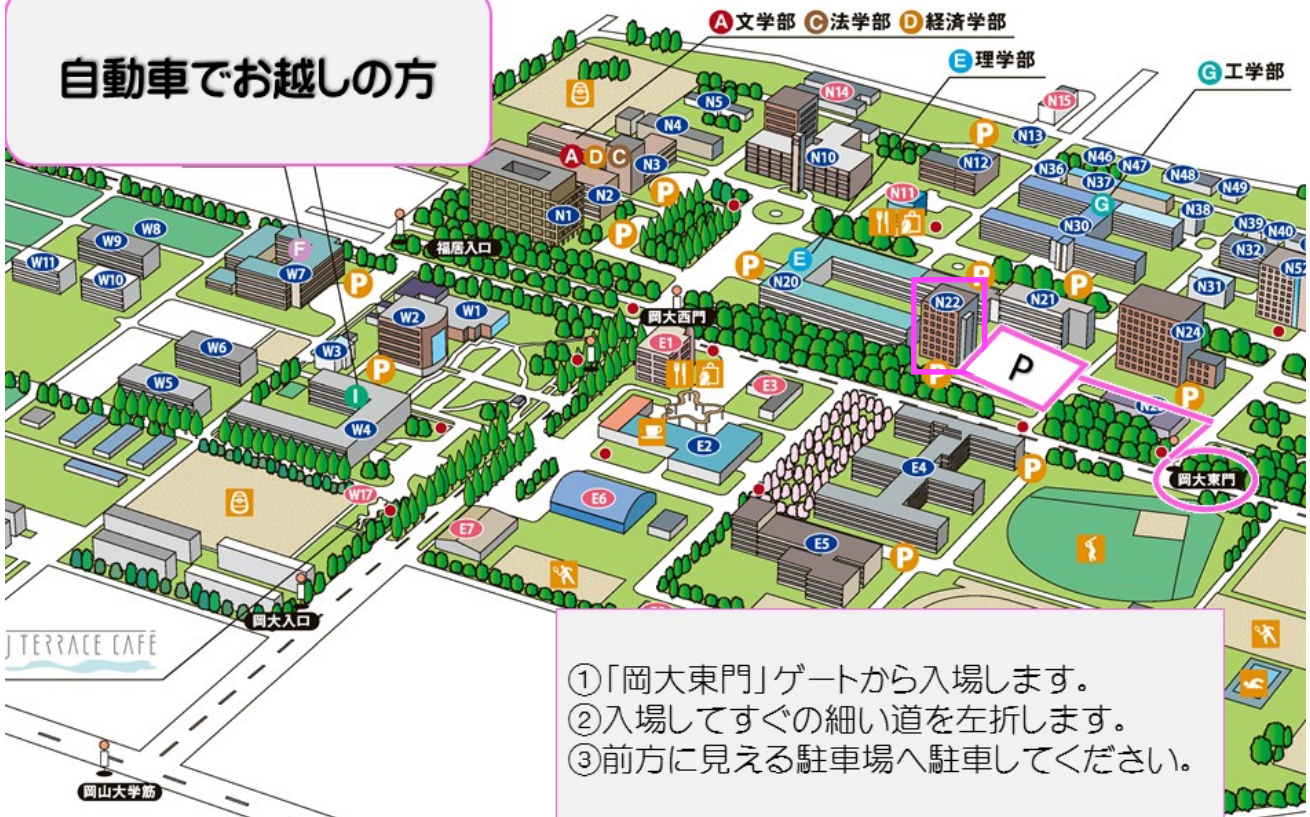 自動車でお越しの方
A文学部 C法学部 D経済学部
E理学部
G工学部
N5
N14
N15
N4
N13
P
N3
N10
N12
N36
N46
N47
A D C
N2
N37
N48
N49
N1
P
N11
G
N38
P
N30
N39
N40
N32
福居入口
W8
W9
F
W11
W7
W10
P
P
E
N20
P
P
N31
N22
N21
岡大西門
W2
W1
N24
E1
W3
W6
P
P
P
E3
P
W5
I
W4
E2
E4
P
岡大東門
W17
E6
E7
E5
P
岡大入口
TERRACE CAFÉ
岡山大学筋
①「岡大東門」ゲートから入場します。
②入場してすぐの細い道を左折します。
③前方に見える駐車場へ駐車してください。